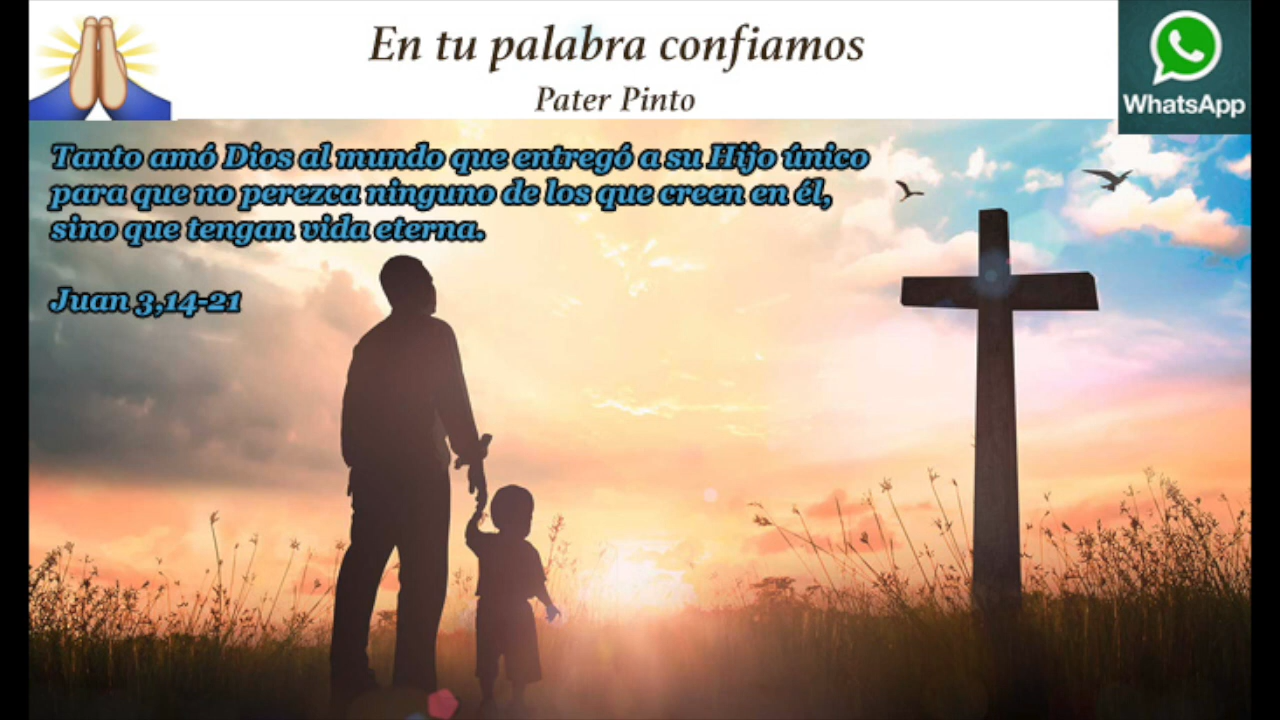 En tu palabra confiamos
Pater Pinto
WhatsApp
Tanto amó Dios al mundo que entregó a su Hijo único
para que no perezca ninguno de los que creen en él,
sino que tengan vida eterna.
Juan 3,14-21